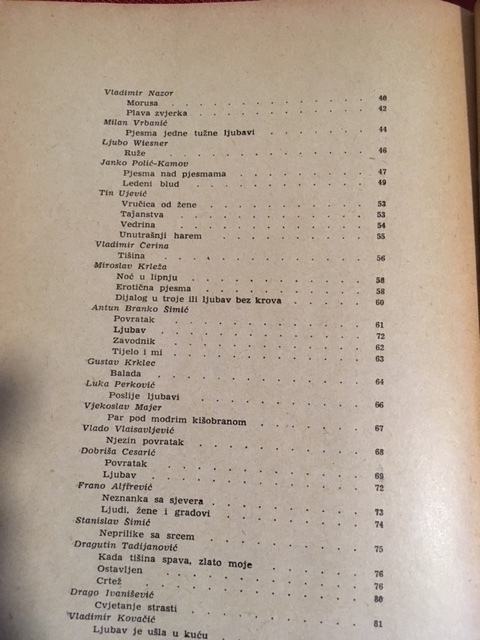 Vladimir Nazor
Morusa . . . . . . . . . 40
Plava zvjerka . . . . . . . . 42
Milan Vrbanić
Pjesma jedne tužne ljubavi . . . . . 44
Ljubo Wiesner
Ruže . . . . . . . . . 46
Janko Polić-Kamov
Pjesma nad pjesmama . . . . . . 47
Ledeni blud . . . . . . . . 49
Tin Ujević
Vručica od žene . . . . . . . 53
Tajanstva . . . . . . . . 53
Vedrina . . . . . . . . 54
Unutrašnji harem . . . . . . . 55
Vladimir Čerina
Tišina . . . . . . . . . 56
Miroslav Krleža
Noć u lipnju . . . . . . . 58
Erotična pjesma . . . . . . . 58
Dijalog u troje ili ljubav bez krova . . . 60
Antun Branko Šimić
Povratak . . . . . . . . 61
Ljubav . . . . . . . . . 72
Zavodnik . . . . . . . . 62
Tijelo i mi . . . . . . . . 63
Gustav Krklec
Balada . . . . . . . . . 64
Luka Perković
Poslije ljubavi . . . . . . . 66
Vjekoslav Majer
Par pod modrim kišobranom . . . . . 67
Vlado Vlaisavljević
Njezin povratak . . . . . . . 68
Dobriša Cesarić
Povratak . . . . . . . . 69
Ljubav . . . . . . . . . 72
Frano Alfirević
Neznanka sa sjevera . . . . . . 73
Ljudi, žene i gradovi . . . . . . 74
Stanislav Šimić
Neprilike sa srcem . . . . . . 75
Dragutin Tadijanović
Kada tišina spava, zlato moje . . . . 76
Ostavljen . . . . . . . . 76
Crtež . . . . . . . . . 80
Drago Ivanišević
Cvjetanje strasti . . . . . . . 81
Vladimir Kovačić
Ljubav je ušla u kuću . . . . . .